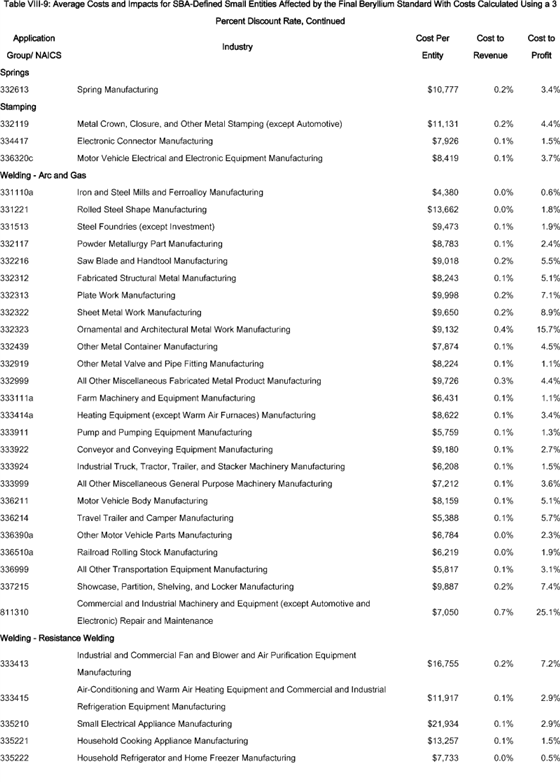 Table VIII-9: Average Costs and Impacts for SBA-Defined Small Entities Affected by the Final Beryllium Standard With Costs Calculated Using a 3
Percent Discount Rate, Continued
Application Group/ NAICS Industry Cost Per Entity Cost to Revenue Cost to Profit
Springs
332613 Spring Manufacturing $10,777 0.2% 3.4%
Stamping
332119 Metal Crown, Closure, and Other Metal Stamping (except Automotive) $11,131 0.2% 4.4%
334417 Electronic Connector Manufacturing $7,926 0.1% 1.5%
336320c Motor Vehicle Electrical and Electronic Equipment Manufacturing $8,419 0.1% 3.7%
Welding - Arc and Gas
331110a Iron and Steel Mills and Ferroalloy Manufacturing $4,380 0.0% 0.6%
331221 Rolled Steel Shape Manufacturing $13,662 0.0% 1.8%
331513 Steel Foundries (except Investment) $9,473 0.1% 1.9%
332117 Powder Metallurgy Part Manufacturing $8,783 0.1% 2.4%
332216 Saw Blade and Handtool Manufacturing $9,018 0.2% 5.5%
332312 Fabricated Structural Metal Manufacturing $8,243 0.1% 5.1%
332313 Plate Work Manufacturing $9,998 0.2% 7.1%
332322 Sheet Metal Work Manufacturing $9,650 0.2% 8.9%
332323 Ornamental and Architectural Metal Work Manufacturing $9,132 0.4% 15.7%
332439 Other Metal Container Manufacturing $7,874 0.1% 4.5%
332919 Other Metal Valve and Pipe Fitting Manufacturing $8,224 0.1% 1.1%
332999 All Other Miscellaneous Fabricated Metal Product Manufacturing $9,726 0.3% 4.4%
333111a Farm Machinery and Equipment Manufacturing $6,431 0.1% 1.1%
333414a Heating Equipment (except Warm Air Furnaces) Manufacturing $8,622 0.1% 3.4%
333911 Pump and Pumping Equipment Manufacturing $5,759 0.1% 1.3%
333922 Conveyor and Conveying Equipment Manufacturing $9,180 0.1% 2.7%
333924 Industrial Truck, Tractor, Trailer, and Stacker Machinery Manufacturing $6,208 0.1% 1.5%
333999 All Other Miscellaneous General Purpose Machinery Manufacturing $7,212 0.1% 3.6%
336211 Motor Vehicle Body Manufacturing $8,159 0.1% 5.1%
336214 Travel Trailer and Camper Manufacturing $5,388 0.1% 5.7%
336390a Other Motor Vehicle Parts Manufacturing $6,784 0.0% 2.3%
336510a Railroad Rolling Stock Manufacturing $6,219 0.0% 1.9%
336999 All Other Transportation Equipment Manufacturing $5,817 0.1% 3.1%
337215 Showcase, Partition, Shelving, and Locker Manufacturing $9,887 0.2% 7.4%
811310 Commercial and Industrial Machinery and Equipment (except Automotive and
Electronic) Repair and Maintenance $7,050 0.7% 25.1%
Welding - Resistance Welding
333413 Industrial and Commercial Fan and Blower and Air Purification Equipment
Manufacturing $16,755 0.2% 7.2%
333415 Air-Conditioning and Warm Air Heating Equipment and Commercial and Industrial
Refrigeration Equipment Manufacturing $11,917 0.1% 2.9%
335210 Small Electrical Appliance Manufacturing $21,934 0.1% 2.9%
335221 Household Cooking Appliance Manufacturing $13,257 0.1% 1.5%
335222 Household Refrigerator and Home Freezer Manufacturing $7,733 0.0% 0.5%